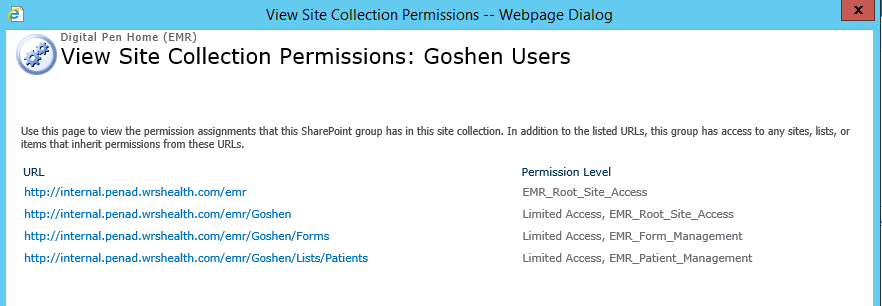 View Site Collection Permissions -- Webpage Dialog
x
Digital Pen Home (EMR)
View Site Collection Permissions: Goshen Users
Use this page to view the permission assignments that this SharePoint group has in this site collection. In addition to the listed URLs, this group has access to any sites, lists, or
items that inherit permissions from these URLs.
URL Permission Level
http://internal.penad.wrshealth.com/emr EMR_Root_Site_Access
http://internal.penad.wrshealth.com/emr/Goshen Limited Access, EMR_Root_Site_Access
http://internal.penad.wrshealth.com/emr/Goshen/Forms Limited Access, EMR_Form_Management
http://internal.penad.wrshealth.com/emr/Goshen/Lists/Patients Limited Access, EMR_Patient_Management